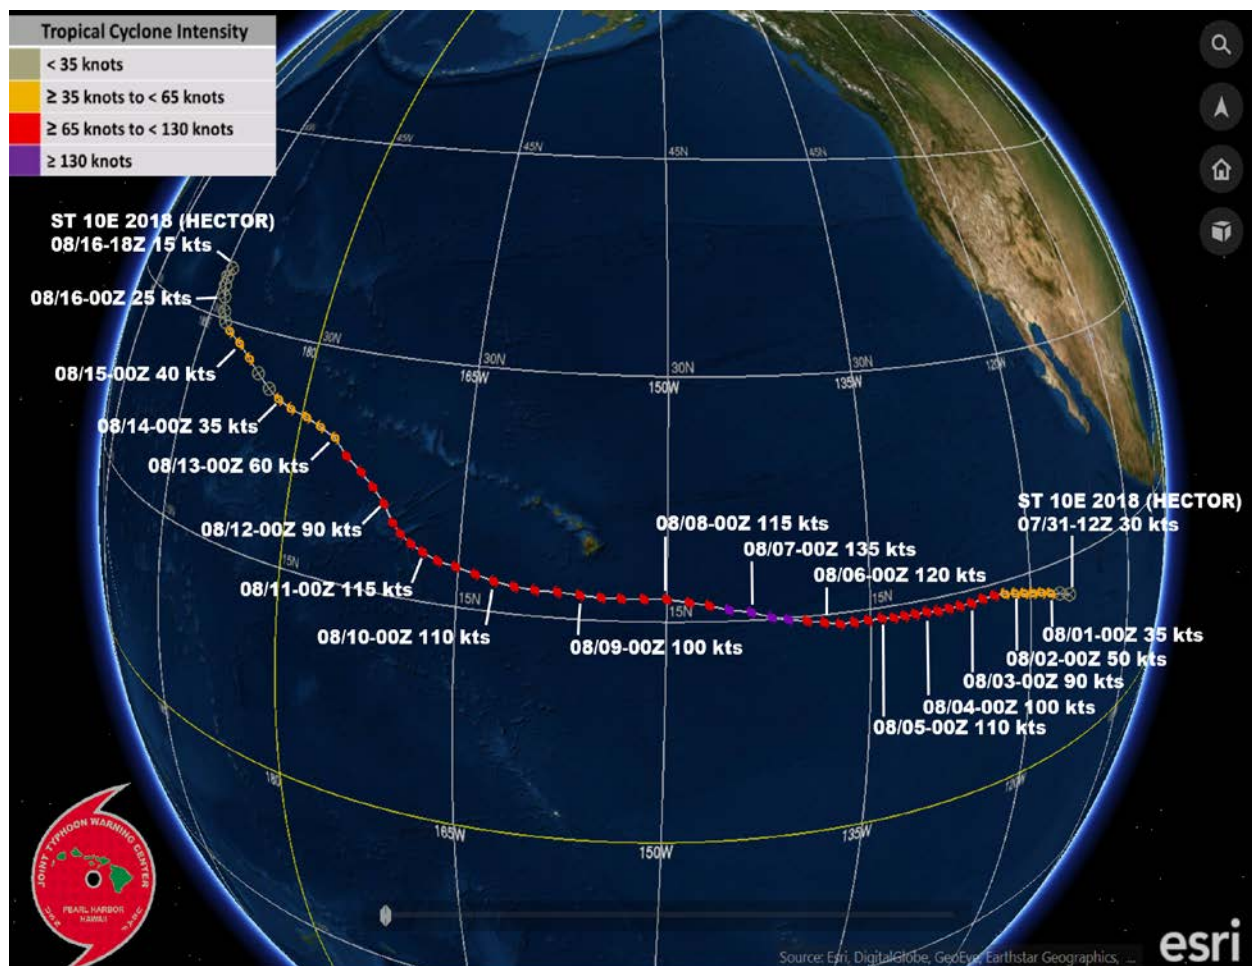 Tropical Cyclone Intensity
< 35 knots
≥ 35 knots to < 65 knots
≥ 65 knots to < 130 knots
≥ 130 knots
45N
45N
45N
45N
ST 10E 2018 (HECTOR)
08/16-18Z 15 kts
08/16-00Z 25 kts
30N
180
30N
165W
30N
150W
30N
135W
120W
08/15-00Z 40 kts
08/14-00Z 35 kts
08/13-00Z 60 kts
08/12-00Z 90 kts
08/11-00Z 115 kts
08/10-00Z 110 kts
08/09-00Z 100 kts
08/08-00Z 115 kts
08/07-00Z 135 kts
08/06-00Z 120 kts
ST 10E 2018 (HECTOR)
07/31-12Z 30 kts
08/01-00Z 35 kts
08/02-00Z 50 kts
08/03-00Z 90 kts
08/04-00Z 100 kts
08/05-00Z 110 kts
15N
15N
15N
15N
180
165W
150W
135W
120W
JOINT TYPHOON WARNING CENTER
PEARL HARBOR
HAWAII
esri
Source: Esri, DigitalGlobe, GeoEye, Earthstar Geographics, ...